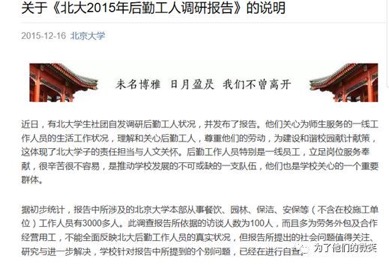 关于《北大2015年后勤工人调研报告》的说明
2015-12-16 北京大学
未名博雅 日月盈昃 我们不曾离开
近日，有北大学生社团自发调研后勤工人状况，并发布了报告。他们关心为师生服务的一线工
作人员的生活工作状况，理解和关心后勤工人，尊重他们的劳动，为建设和谐校园献计献策，
这体现了北大学子的责任担当与人文关怀。后勤工作人员特别是一线员工，立足岗位服务奉
献，很辛苦很不容易，是推动学校发展的不可或缺的一支队伍，他们也是学校关心的一个重要
群体。
据初步统计，报告中所涉及的北京大学本部从事餐饮、园林、保洁、安保等（不含在校施工单
位）工作人员有3000多人。此调查报告所依据的访谈人数为100人，而且多为劳务外包及合作
经营用工，不能全面反映北大后勤工作人员的真实状况，但报告所提出的社会问题值得关注、
研究与进一步解决，学校针对报告中所提到的个别问题，已经在进行自查。
为了他们的欢笑